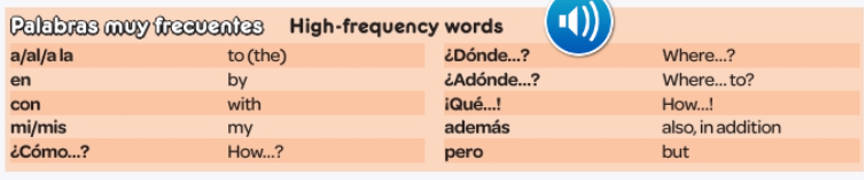 Palabras muy frecuentes High-frequency words
a/al/a la to (the) ¿Dónde...? Where...?
en by ¿Adónde...? Where... to?
con with ¡Qué...! How...!
mi/mis my además also, in addition
¿Cómo...? How...? pero but